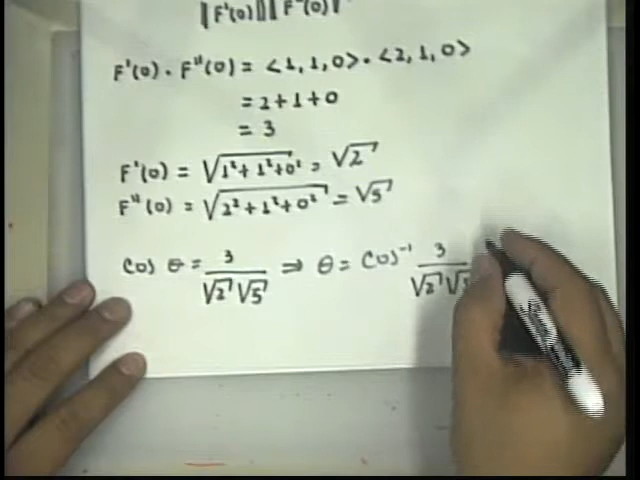 ‖F'(0)‖‖F''(0)‖
F'(0) · F''(0) = <1,1,0> · <2,1,0>
= 2+1+0
= 3
F'(0) = √(1²+1²+0²) = √2
F''(0) = √(2²+1²+0²) = √5
cos θ = 3/(√2 √5) ⇒ θ = cos⁻¹ 3/(√2 √5